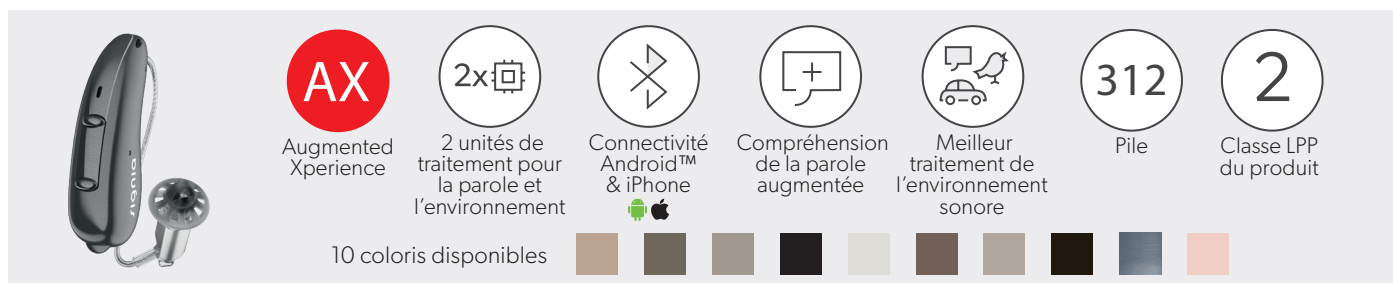 signia
AX
Augmented
Xperience
2x
2 unités de
traitement pour
la parole et
l'environnement
Connectivité
Android™
& iPhone
Compréhension
de la parole
augmentée
Meilleur
traitement de
l'environnement
sonore
312
Pile
2
Classe LPP
du produit
10 coloris disponibles